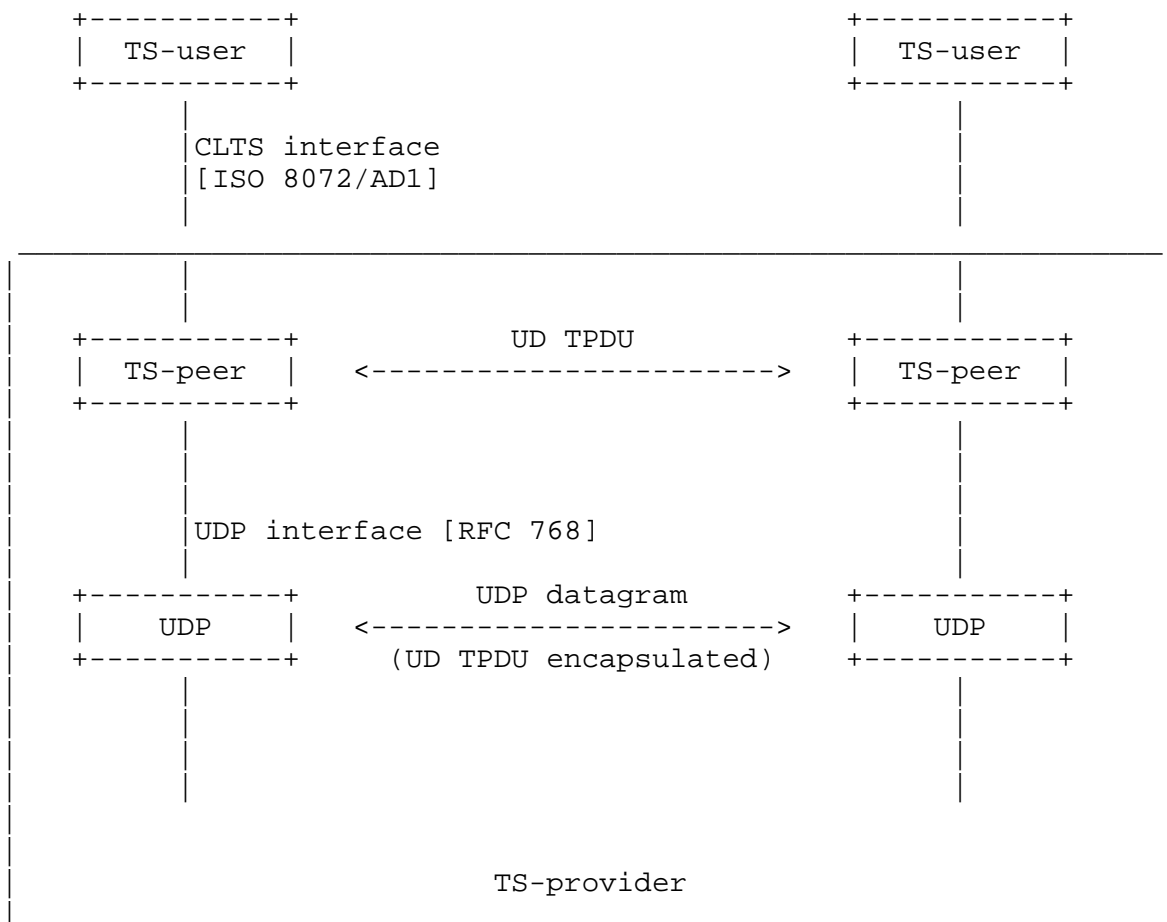 TS-user TS-user
CLTS interface
[ISO 8072/AD1]
UD TPDU
TS-peer TS-peer
UDP interface [RFC 768]
UDP datagram
UDP UDP
(UD TPDU encapsulated)
TS-provider